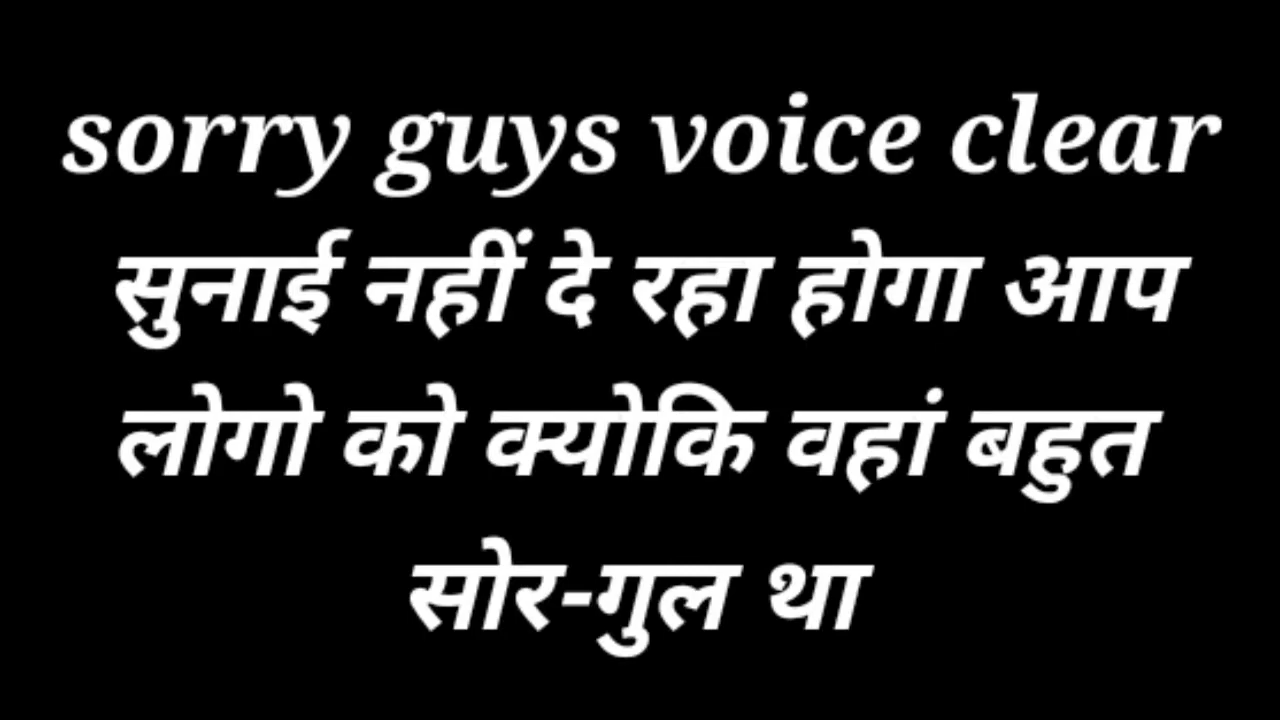 sorry guys voice clear
सुनाई नहीं दे रहा होगा आप
लोगो को क्योकि वहां बहुत
सोर-गुल था